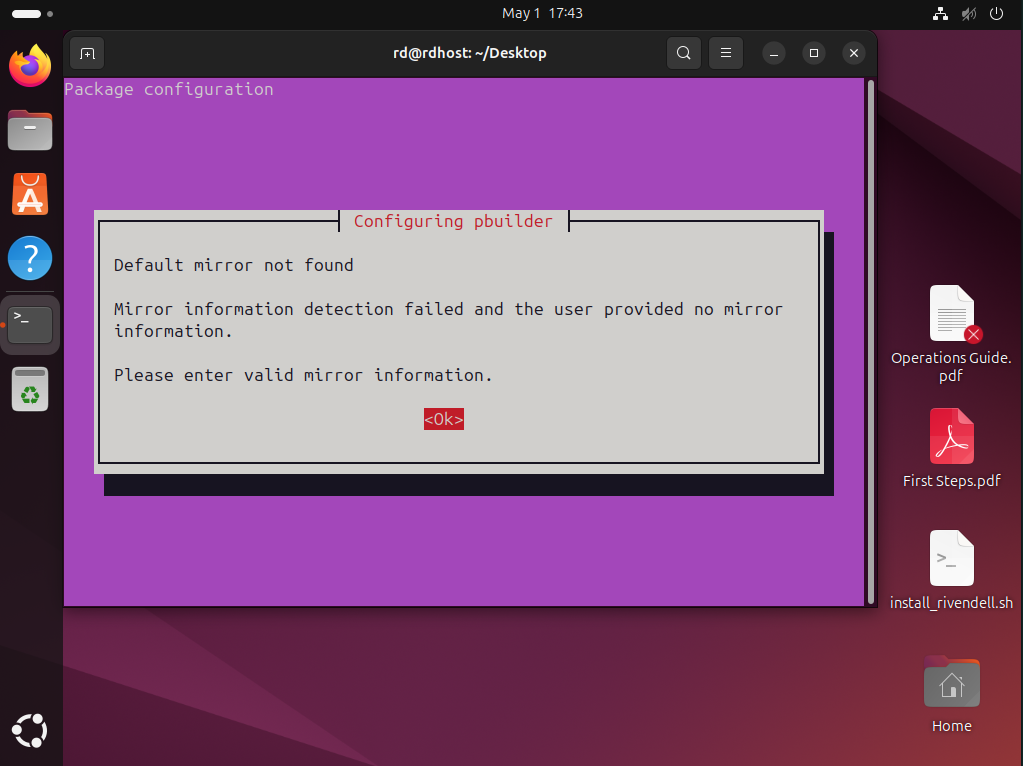 May 1 17:43
rd@rdhost: ~/Desktop
Package configuration
Configuring pbuilder
Default mirror not found
Mirror information detection failed and the user provided no mirror
information.
Please enter valid mirror information.
<Ok>
Operations Guide.
pdf
First Steps.pdf
install_rivendell.sh
Home